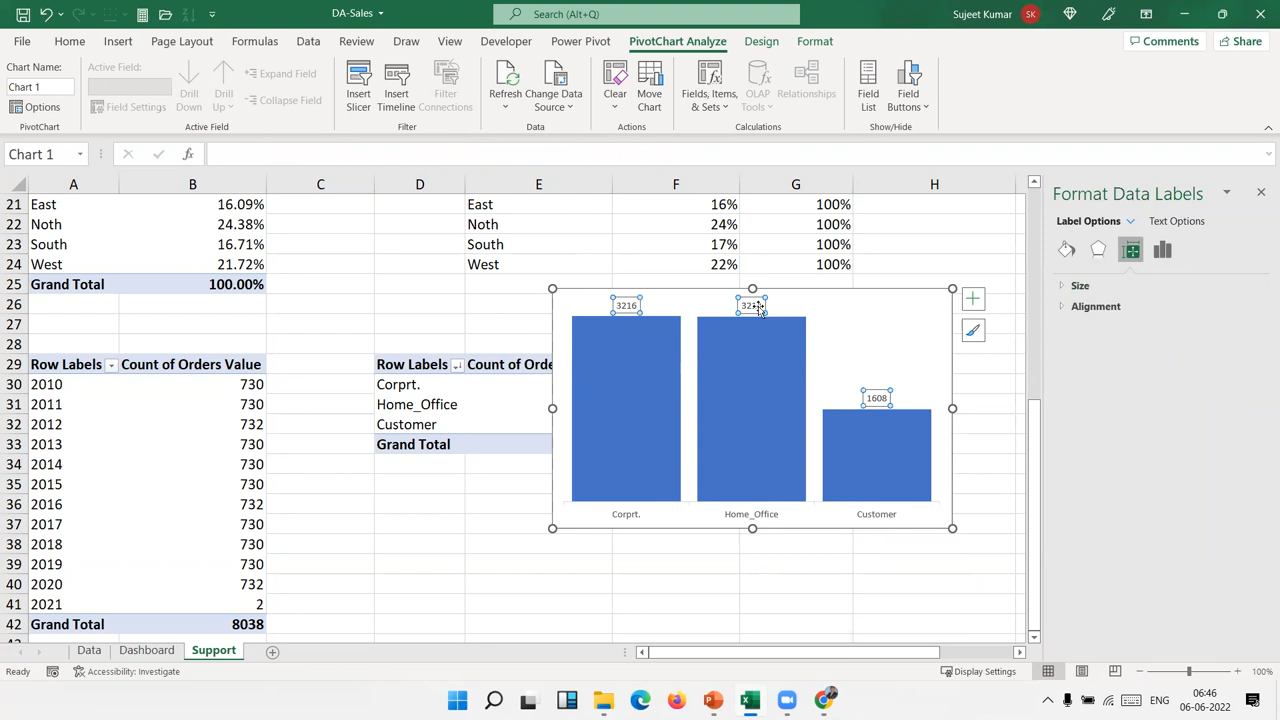 DA-Sales
Search (Alt+Q)
Sujeet Kumar
SK
File
Home
Insert
Page Layout
Formulas
Data
Review
View
Draw
Developer
Power Pivot
PivotChart Analyze
Design
Format
Comments
Share
Chart Name:
Chart 1
Options
PivotChart
Active Field:
Field Settings
Drill Down
Drill Up
Expand Field
Collapse Field
Active Field
Insert Slicer
Insert Timeline
Filter Connections
Filter
Refresh
Change Data Source
Data
Clear
Move Chart
Actions
Fields, Items, & Sets
OLAP Tools
Relationships
Calculations
Field List
Field Buttons
Show/Hide
Chart 1
fx
A B C D E F G H
21 East 16.09% East 16% 100%
22 Noth 24.38% Noth 24% 100%
23 South 16.71% South 17% 100%
24 West 21.72% West 22% 100%
25 Grand Total 100.00%
26
27
28
29 Row Labels Count of Orders Value Row Labels Count of Orde
30 2010 730 Corprt.
31 2011 730 Home_Office
32 2012 732 Customer
33 2013 730 Grand Total
34 2014 730
35 2015 730
36 2016 732
37 2017 730
38 2018 730
39 2019 730
40 2020 732
41 2021 2
42 Grand Total 8038
3216
1608
Corprt.
Home_Office
Customer
Format Data Labels
Label Options
Text Options
Size
Alignment
Data
Dashboard
Support
Ready
Accessibility: Investigate
Display Settings
100%
ENG
06:46
06-06-2022